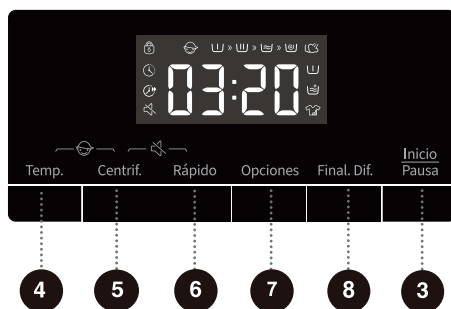 03:20
Inicio
Temp. Centrif. Rápido Opciones Final. Dif. Pausa
4 5 6 7 8 3